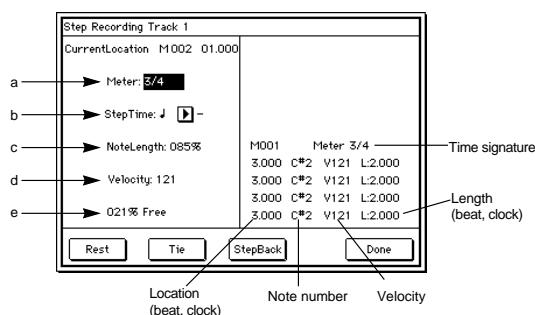 Step Recording Track 1
CurrentLocation M002 01.000
a Meter: 3/4
b StepTime: ♩ ▶ -
c NoteLength: 085%
d Velocity: 121
e 021% Free
M001 Meter 3/4 Time signature
3.000 C#2 V121 L:2.000
3.000 C#2 V121 L:2.000
3.000 C#2 V121 L:2.000
3.000 C#2 V121 L:2.000
Length
(beat, clock)
Rest Tie StepBack Done
Location
(beat, clock)
Note number
Velocity